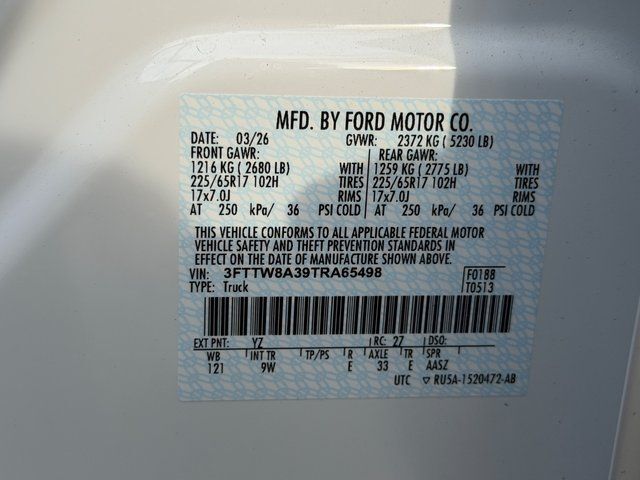 MFD. BY FORD MOTOR CO.
DATE: 03/26 GVWR: 2372 KG ( 5230 LB)
FRONT GAWR: REAR GAWR:
1216 KG ( 2680 LB) WITH 1259 KG ( 2775 LB) WITH
225/65R17 102H TIRES 225/65R17 102H TIRES
17x7.0J RIMS 17x7.0J RIMS
AT 250 kPa/ 36 PSI COLD AT 250 kPa/ 36 PSI COLD
THIS VEHICLE CONFORMS TO ALL APPLICABLE FEDERAL MOTOR
VEHICLE SAFETY AND THEFT PREVENTION STANDARDS IN
EFFECT ON THE DATE OF MANUFACTURE SHOWN ABOVE.
VIN: 3FTTW8A39TRA65498 F0188
TYPE: Truck T0513
EXT PNT: YZ RC: 27 DSO:
WB INT TR TP/PS R AXLE TR SPR
121 9W E 33 E AASZ
UTC ▽ RU5A-1520472-AB